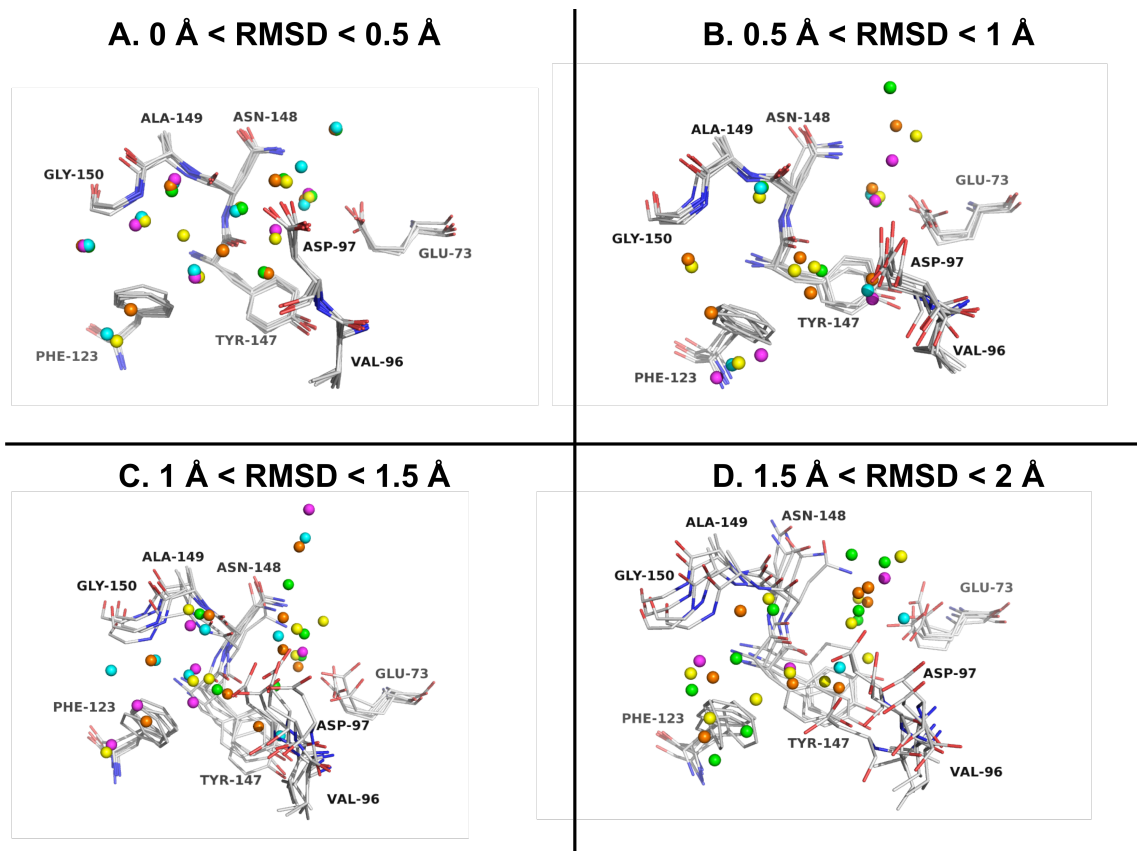 A. 0 Å < RMSD < 0.5 Å
ALA-149
ASN-148
GLY-150
ASP-97
GLU-73
PHE-123
TYR-147
VAL-96
B. 0.5 Å < RMSD < 1 Å
ALA-149
ASN-148
GLU-73
GLY-150
ASP-97
TYR-147
VAL-96
PHE-123
C. 1 Å < RMSD < 1.5 Å
ALA-149
ASN-148
GLY-150
GLU-73
PHE-123
ASP-97
TYR-147
VAL-96
D. 1.5 Å < RMSD < 2 Å
ASN-148
ALA-149
GLY-150
GLU-73
ASP-97
PHE-123
TYR-147
VAL-96